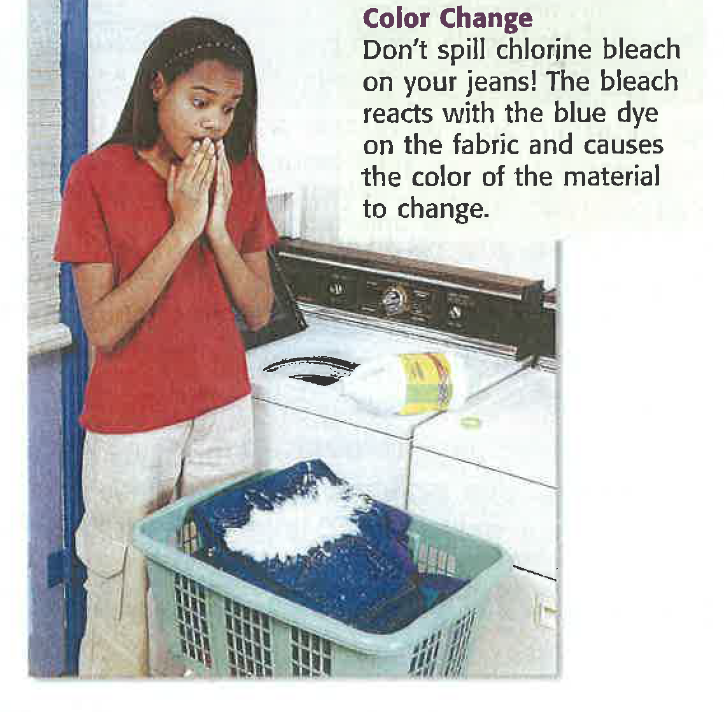 Color Change
Don't spill chlorine bleach
on your jeans! The bleach
reacts with the blue dye
on the fabric and causes
the color of the material
to change.